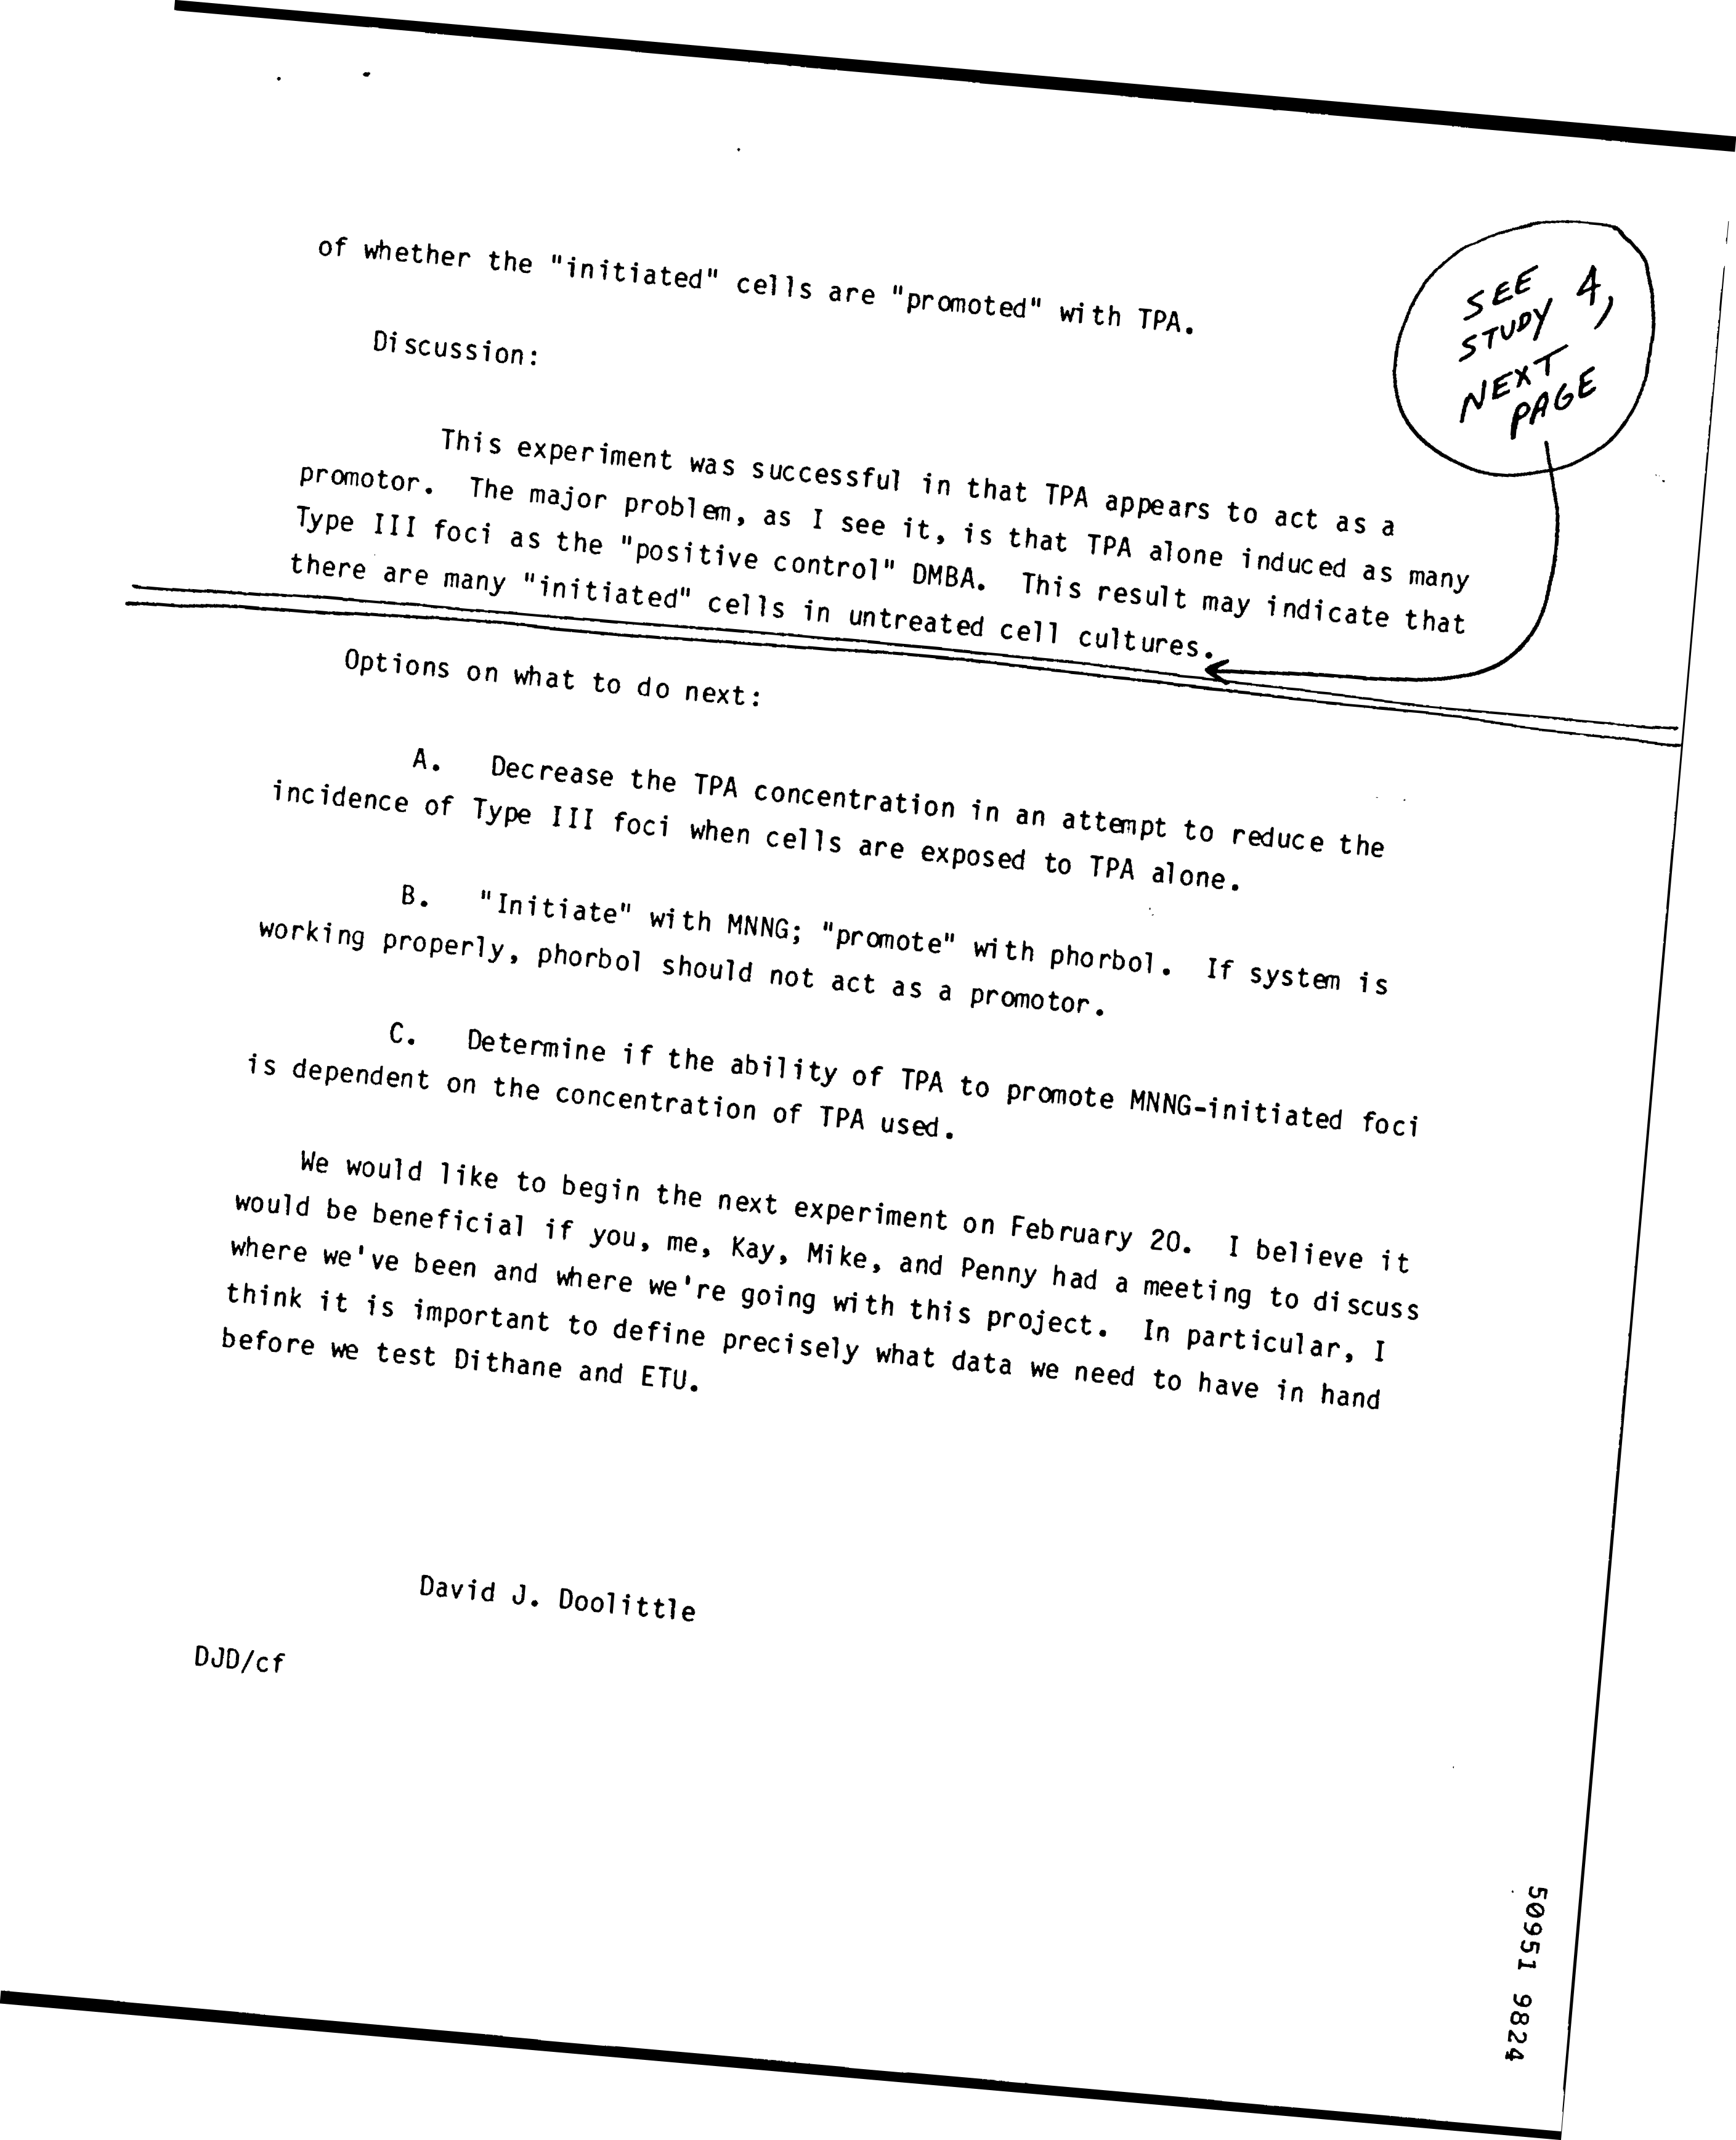 of whether the "initiated" cells are "promoted" with TPA.
SEE
STUDY 4,
NEXT
PAGE
Discussion:
This experiment was successful in that TPA appears to act as a
promotor. The major problem, as I see it, is that TPA alone induced as many
Type III foci as the "positive control" DMBA. This result may indicate that
there are many "initiated" cells in untreated cell cultures.
Options on what to do next:
A. Decrease the TPA concentration in an attempt to reduce the
incidence of Type III foci when cells are exposed to TPA alone.
B. "Initiate" with MNNG; "promote" with phorbol. If system is
working properly, phorbol should not act as a promotor.
C. Determine if the ability of TPA to promote MNNG-initiated foci
is dependent on the concentration of TPA used.
We would like to begin the next experiment on February 20. I believe it
would be beneficial if you, me, Kay, Mike, and Penny had a meeting to discuss
where we've been and where we're going with this project. In particular, I
think it is important to define precisely what data we need to have in hand
before we test Dithane and ETU.
David J. Doolittle
DJD/cf
50951 9824